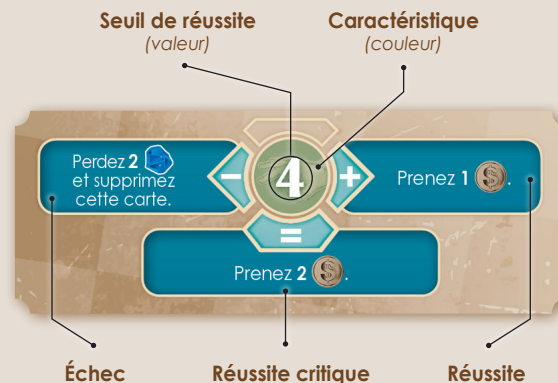 Seuil de réussite
(valeur)
Caractéristique
(couleur)
Perdez 2
et supprimez
cette carte.
−
4
+
Prenez 1 $.
=
Prenez 2 $.
Échec
Réussite critique
Réussite